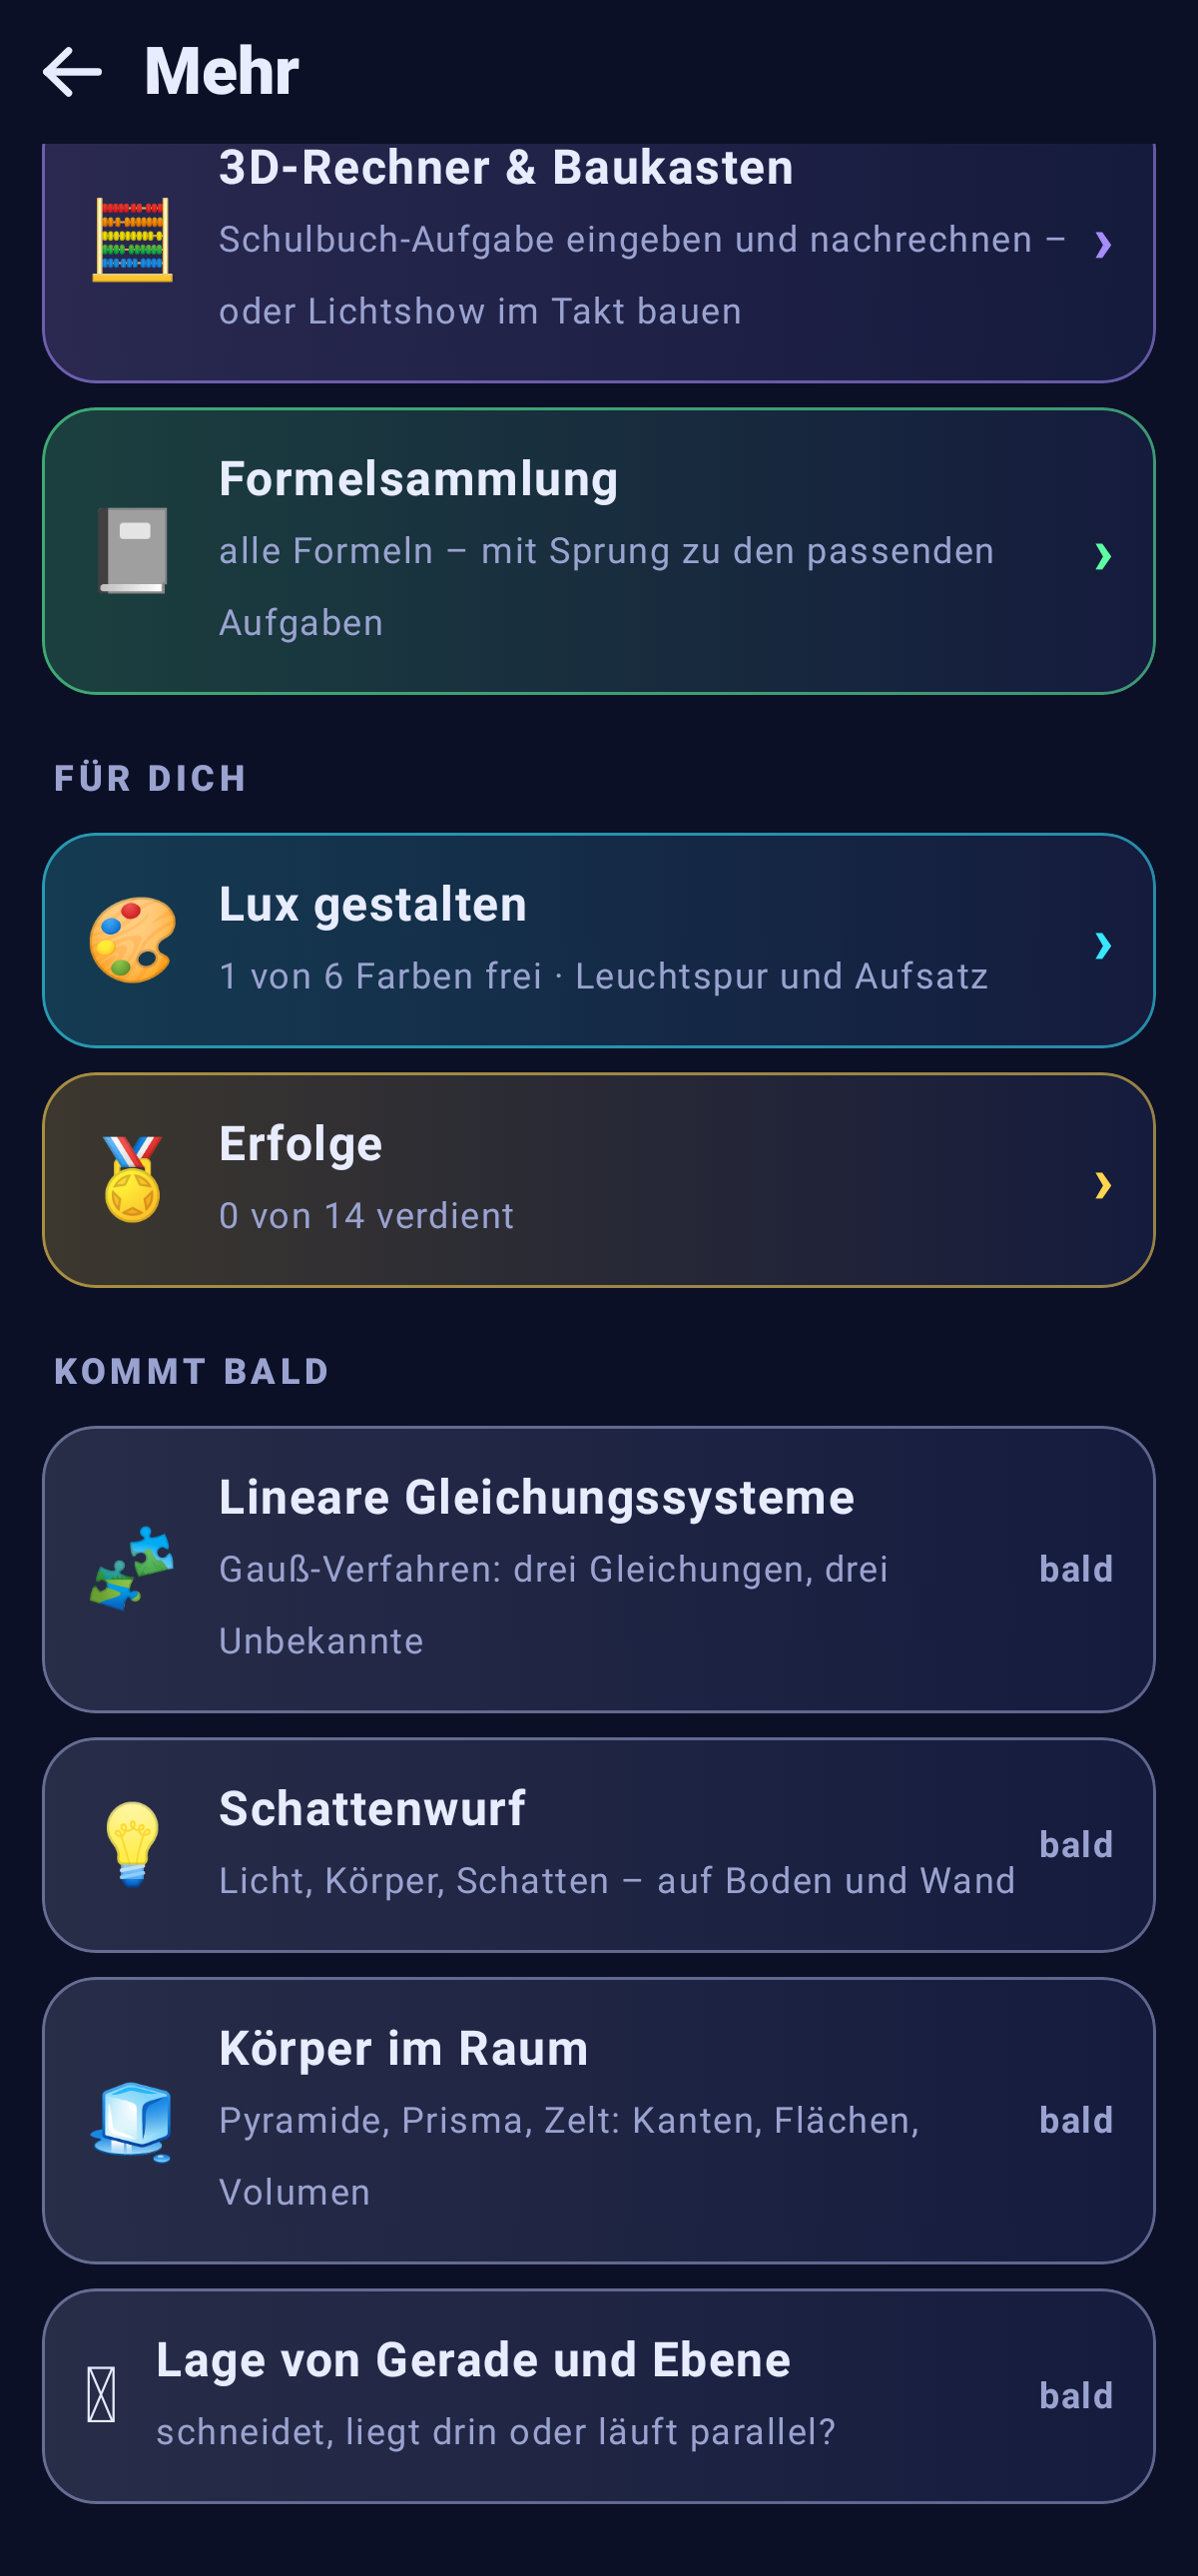 Mehr
3D-Rechner & Baukasten
Schulbuch-Aufgabe eingeben und nachrechnen –
oder Lichtshow im Takt bauen
Formelsammlung
alle Formeln – mit Sprung zu den passenden
Aufgaben
FÜR DICH
Lux gestalten
1 von 6 Farben frei · Leuchtspur und Aufsatz
Erfolge
0 von 14 verdient
KOMMT BALD
Lineare Gleichungssysteme
Gauß-Verfahren: drei Gleichungen, drei
Unbekannte
bald
Schattenwurf
Licht, Körper, Schatten – auf Boden und Wand
bald
Körper im Raum
Pyramide, Prisma, Zelt: Kanten, Flächen,
Volumen
bald
Lage von Gerade und Ebene
schneidet, liegt drin oder läuft parallel?
bald